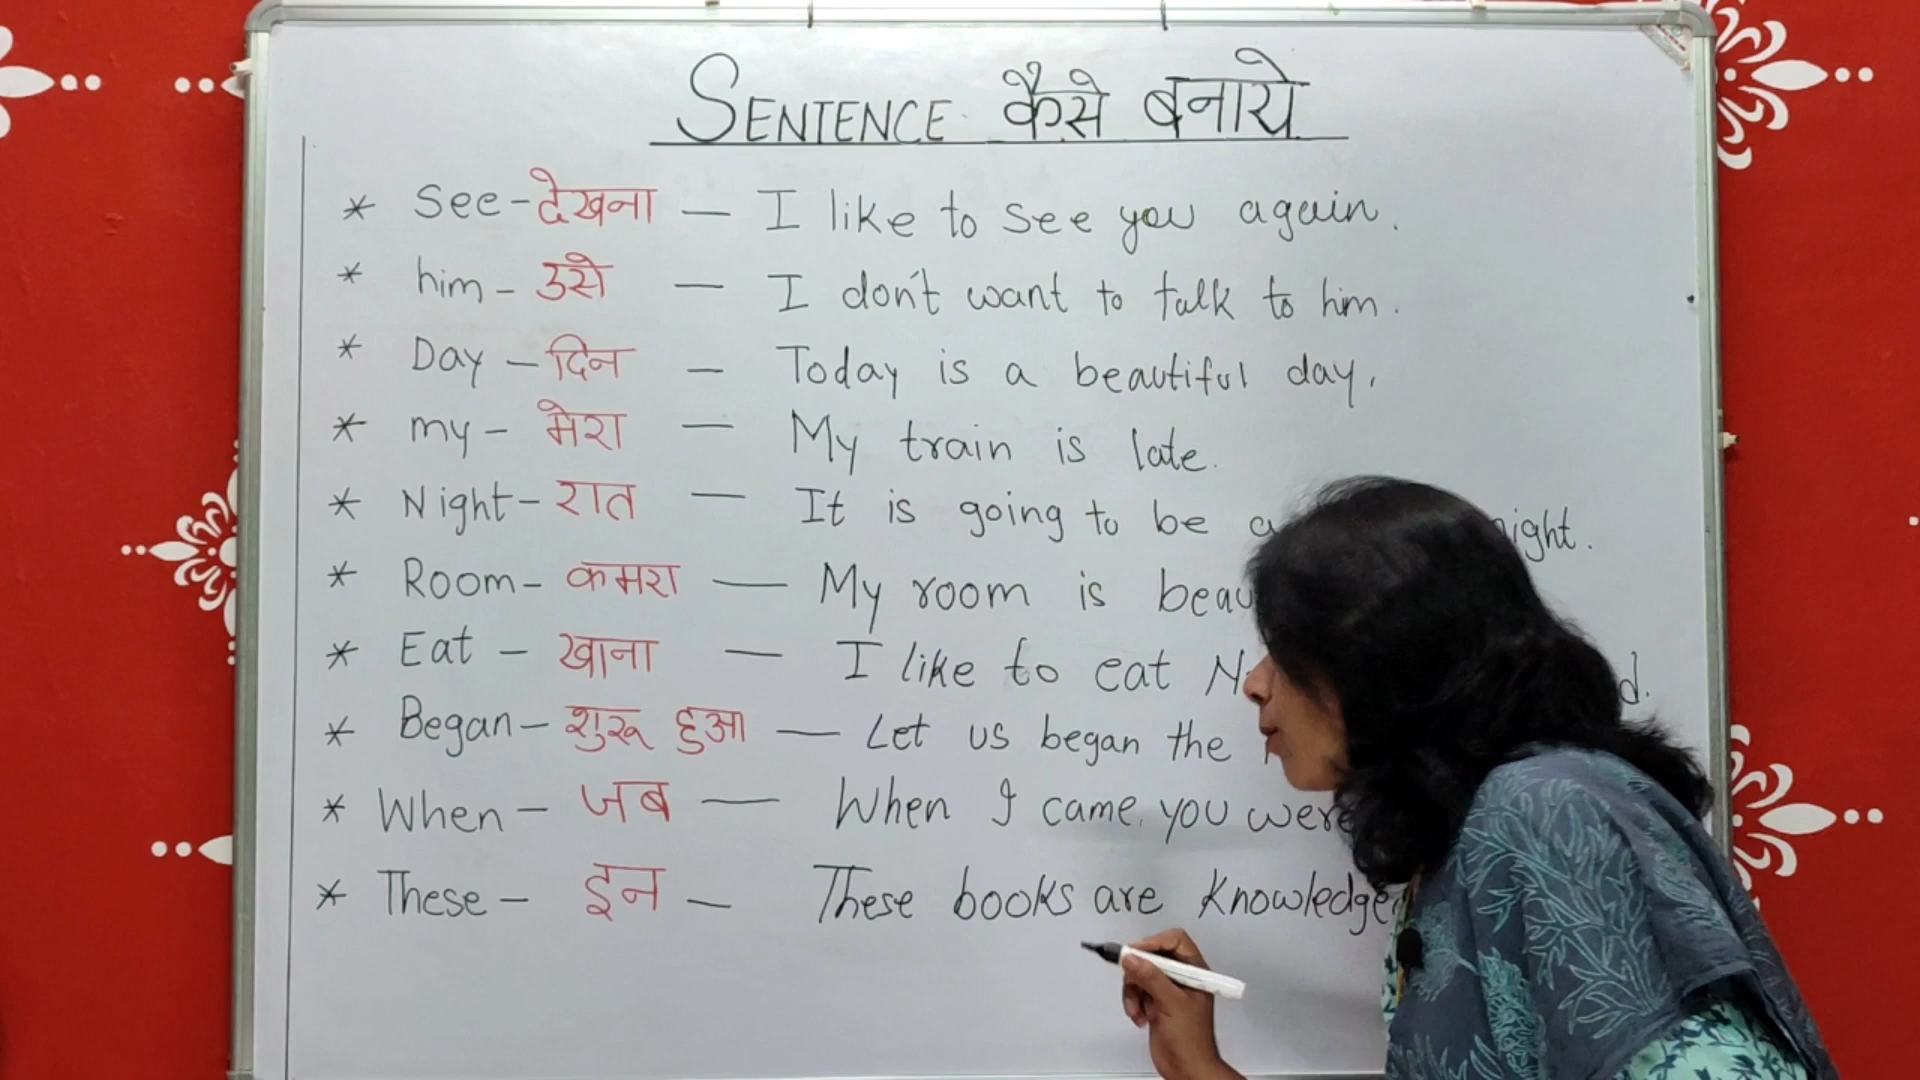 SENTENCE कैसे बनाये
* See - देखना — I like to see you again.
* him - उसे — I don't want to talk to him.
* Day - दिन — Today is a beautiful day.
* my - मेरा — My train is late.
* Night - रात — It is going to be a night.
* Room - कमरा — My room is
* Eat - खाना — I like to eat
* Began - शुरू हुआ — Let us began the
* When - जब — When I came, you were
* These - इन — These books are knowledge